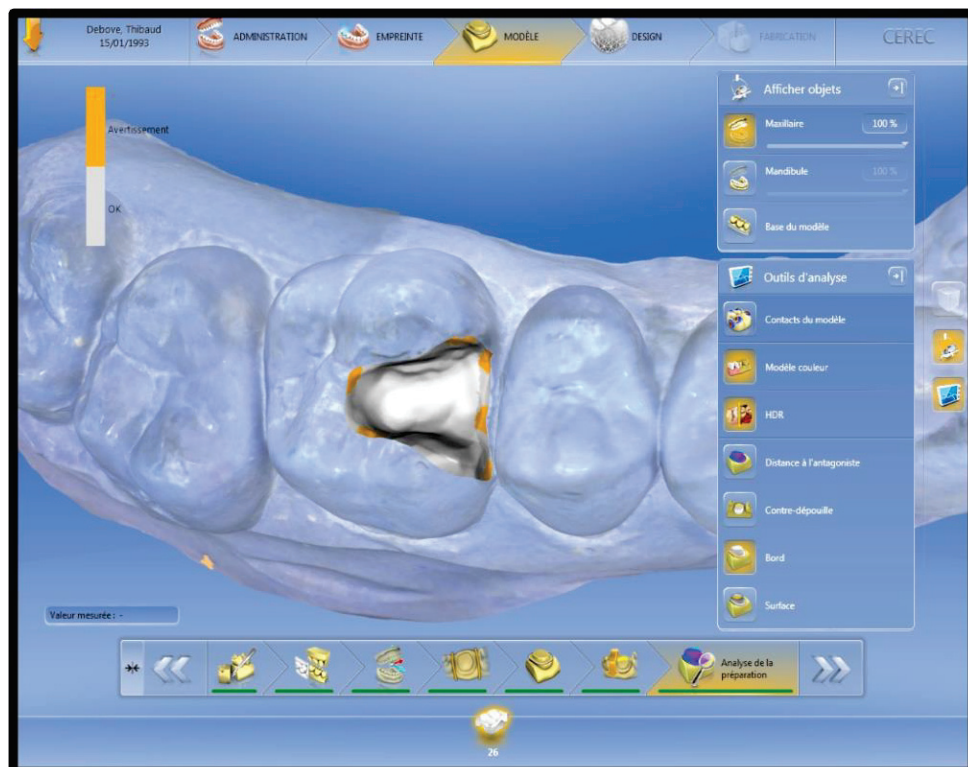 Debove, Thibaud
15/01/1993
ADMINISTRATION
EMPREINTE
MODÈLE
DESIGN
FABRICATION
CEREC
Avertissement
OK
Afficher objets
Maxillaire 100 %
Mandibule 100 %
Base du modèle
Outils d'analyse
Contacts du modèle
Modèle couleur
HDR
Distance à l'antagoniste
Contre-dépouille
Bord
Surface
Valeur mesurée : -
Analyse de la
préparation
26